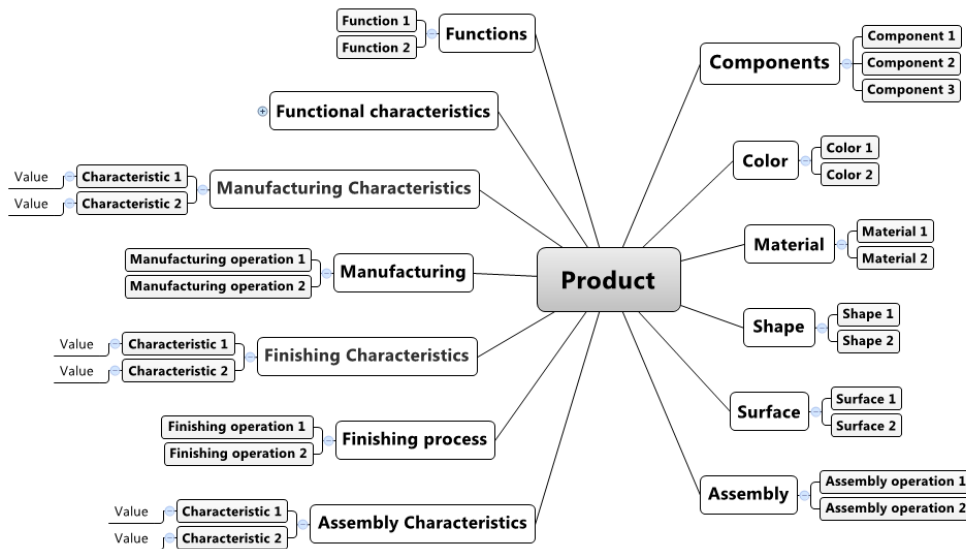 Product
Functions
Function 1
Function 2
Functional characteristics
Manufacturing Characteristics
Characteristic 1
Value
Characteristic 2
Value
Manufacturing
Manufacturing operation 1
Manufacturing operation 2
Finishing Characteristics
Characteristic 1
Value
Characteristic 2
Value
Finishing process
Finishing operation 1
Finishing operation 2
Assembly Characteristics
Characteristic 1
Value
Characteristic 2
Value
Components
Component 1
Component 2
Component 3
Color
Color 1
Color 2
Material
Material 1
Material 2
Shape
Shape 1
Shape 2
Surface
Surface 1
Surface 2
Assembly
Assembly operation 1
Assembly operation 2